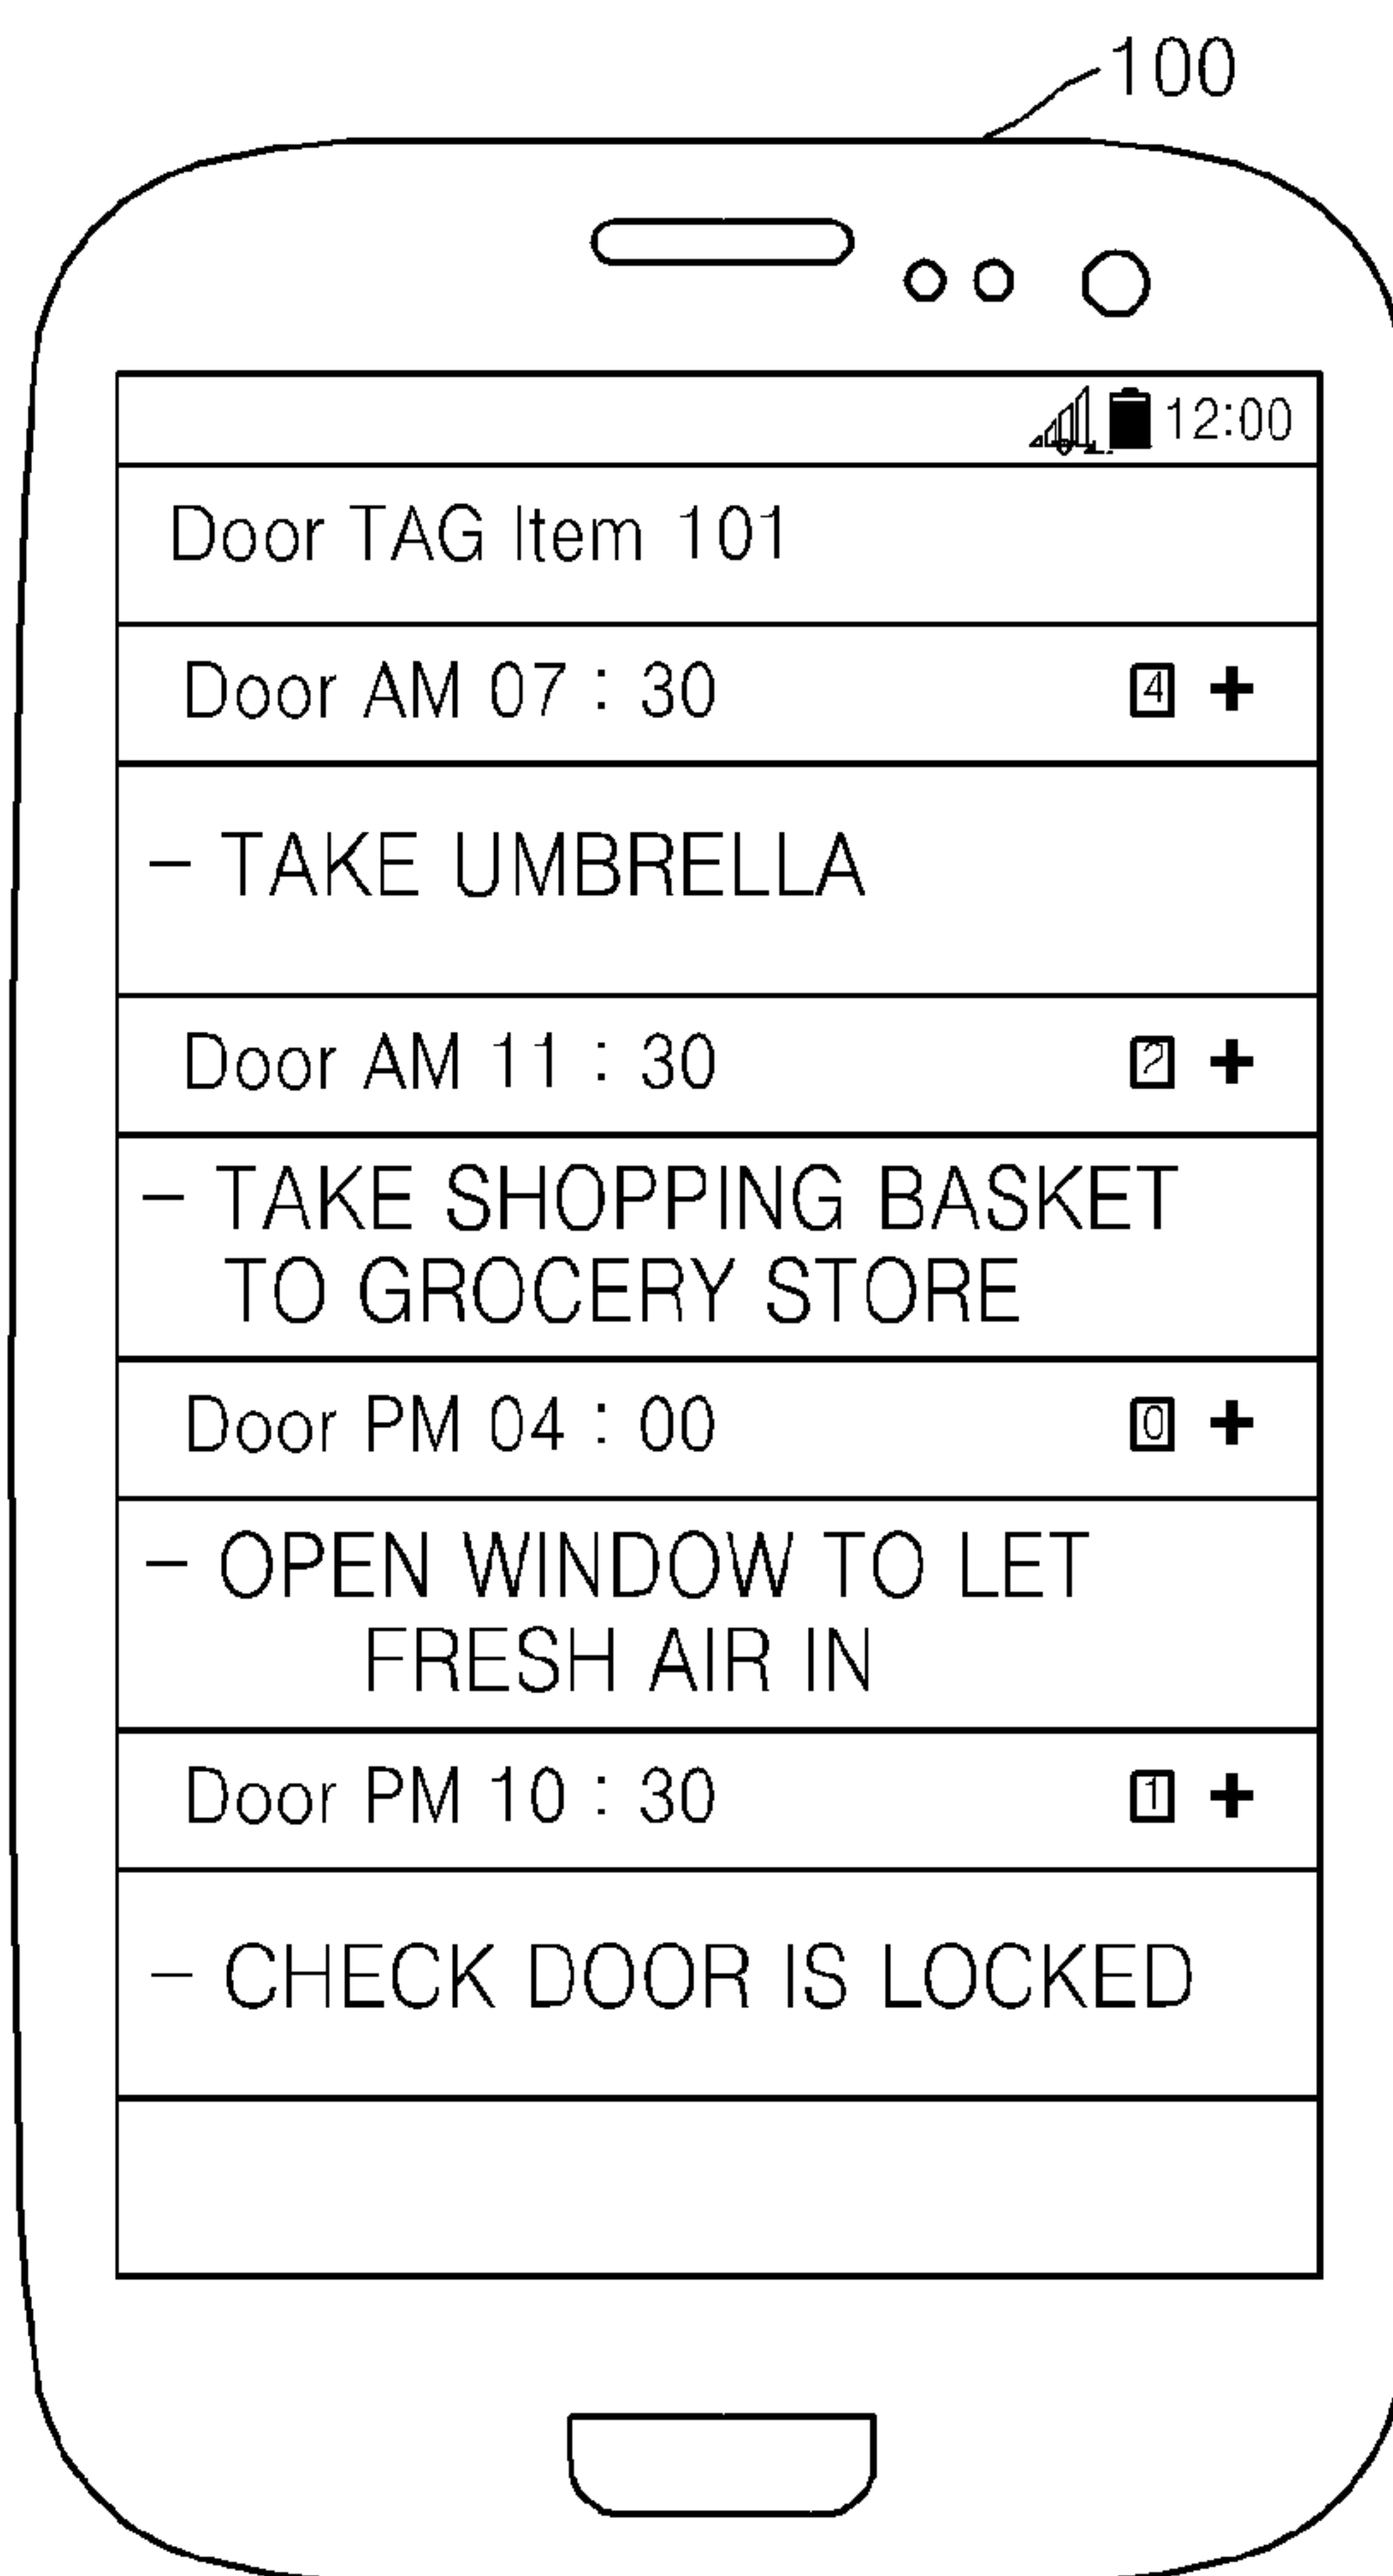 100
12:00
Door TAG Item 101
Door AM 07 : 30 4 +
– TAKE UMBRELLA
Door AM 11 : 30 2 +
– TAKE SHOPPING BASKET
TO GROCERY STORE
Door PM 04 : 00 0 +
– OPEN WINDOW TO LET
FRESH AIR IN
Door PM 10 : 30 1 +
– CHECK DOOR IS LOCKED